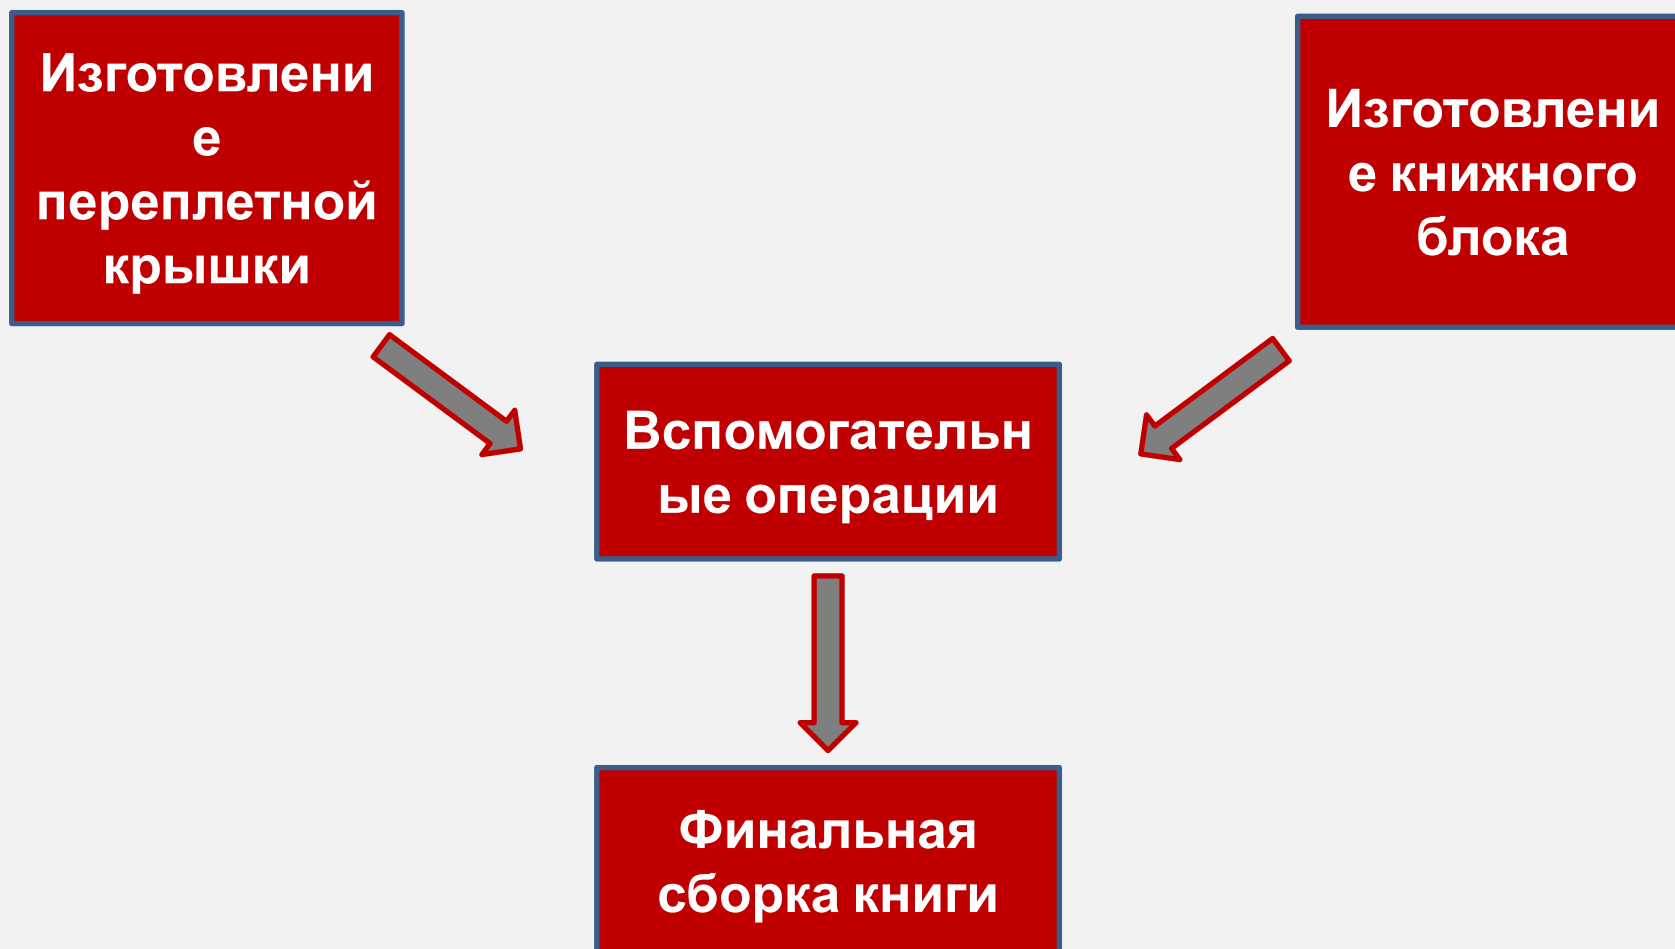 Изготовлени
е
переплетной
крышки
Изготовлени
е книжного
блока
Вспомогательн
ые операции
Финальная
сборка книги